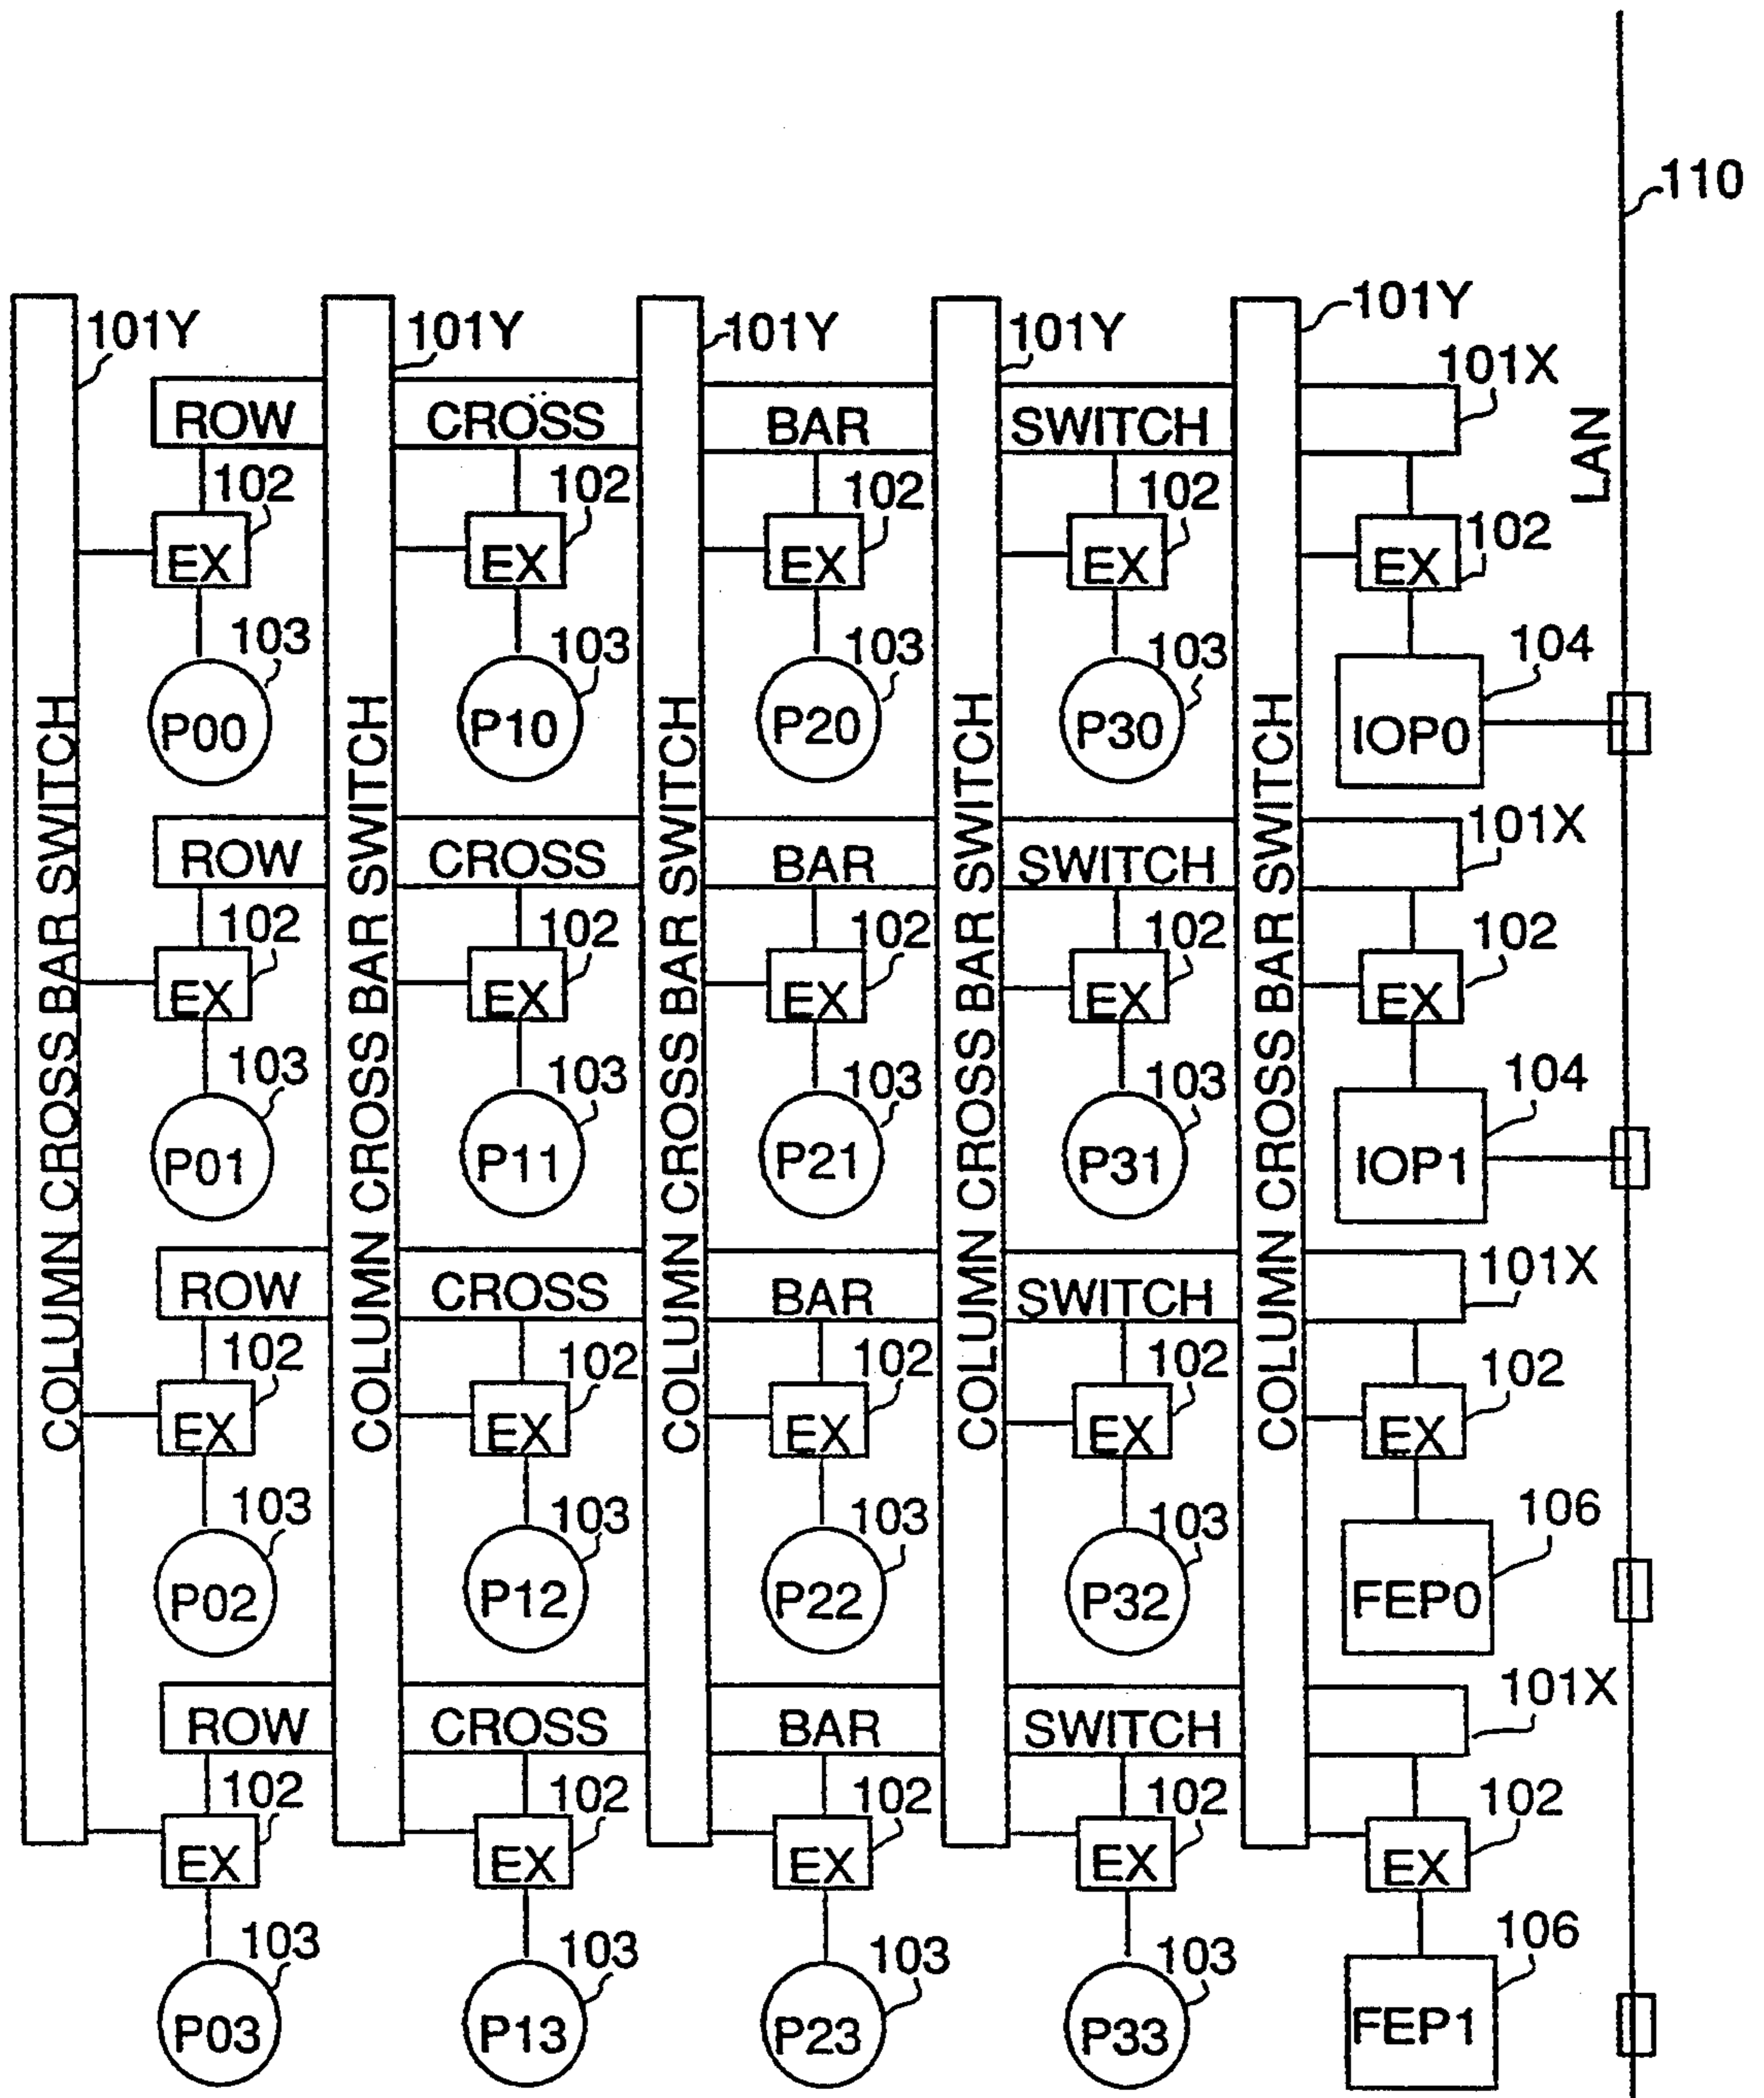 110
101Y 101Y 101Y 101Y 101Y
101X
LAN
ROW CROSS BAR SWITCH
102 102 102 102 102
EX EX EX EX EX
103 103 103 103 104
P00 P10 P20 P30 IOP0
COLUMN CROSS BAR SWITCH
COLUMN CROSS BAR SWITCH
COLUMN CROSS BAR SWITCH
COLUMN CROSS BAR SWITCH
COLUMN CROSS BAR SWITCH
101X
ROW CROSS BAR SWITCH
102 102 102 102 102
EX EX EX EX EX
103 103 103 103 104
P01 P11 P21 P31 IOP1
101X
ROW CROSS BAR SWITCH
102 102 102 102 102
EX EX EX EX EX
103 103 103 103 106
P02 P12 P22 P32 FEP0
101X
ROW CROSS BAR SWITCH
102 102 102 102 102
EX EX EX EX EX
103 103 103 103 106
P03 P13 P23 P33 FEP1